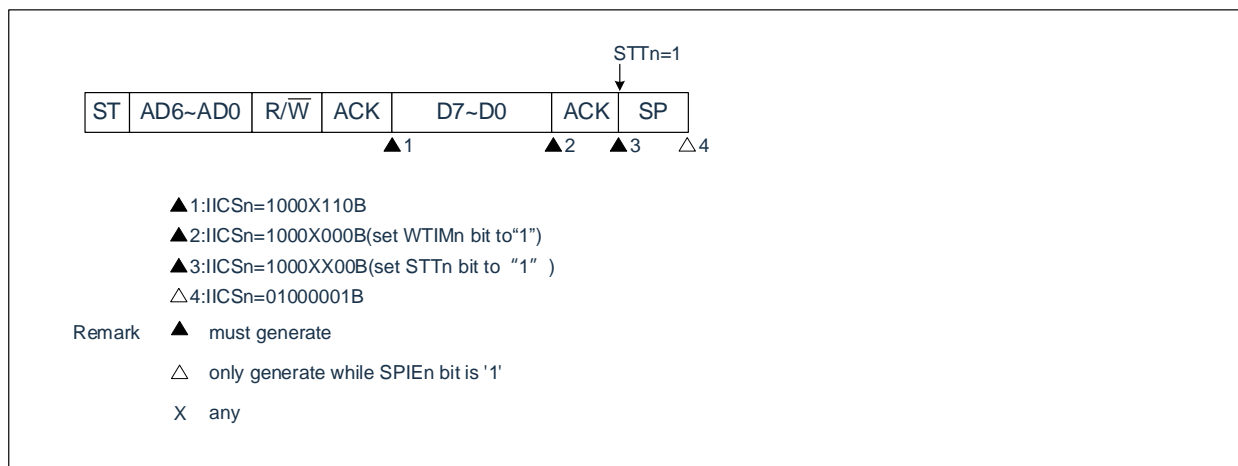 STTn=1
ST AD6~AD0 R/W̅ ACK D7~D0 ACK SP
▲1 ▲2 ▲3 △4
▲1:IICSn=1000X110B
▲2:IICSn=1000X000B(set WTIMn bit to“1”)
▲3:IICSn=1000XX00B(set STTn bit to “1” )
△4:IICSn=01000001B
Remark ▲ must generate
△ only generate while SPIEn bit is '1'
X any